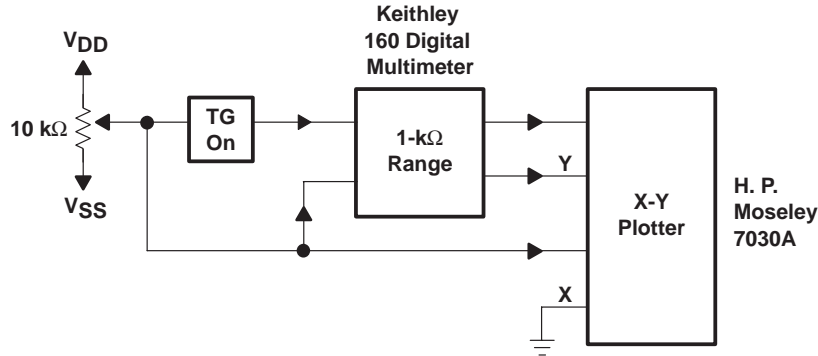 Keithley
160 Digital
Multimeter
VDD
10 kΩ
VSS
TG
On
1-kΩ
Range
Y
X
X-Y
Plotter
H. P.
Moseley
7030A